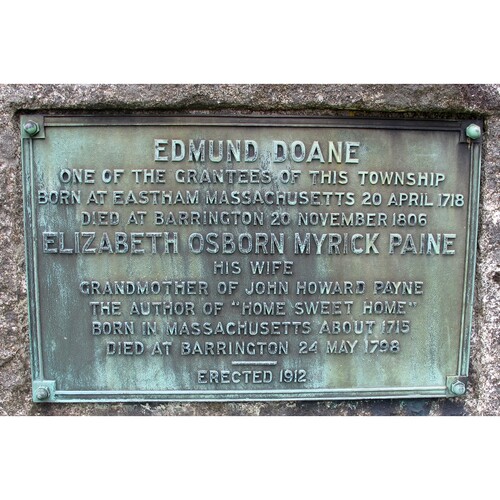 EDMUND DOANE
ONE OF THE GRANTEES OF THIS TOWNSHIP
BORN AT EASTHAM MASSACHUSETTS 20 APRIL 1718
DIED AT BARRINGTON 20 NOVEMBER 1806
ELIZABETH OSBORN MYRICK PAINE
HIS WIFE
GRANDMOTHER OF JOHN HOWARD PAYNE
THE AUTHOR OF "HOME SWEET HOME"
BORN IN MASSACHUSETTS ABOUT 1715
DIED AT BARRINGTON 24 MAY 1798
ERECTED 1912